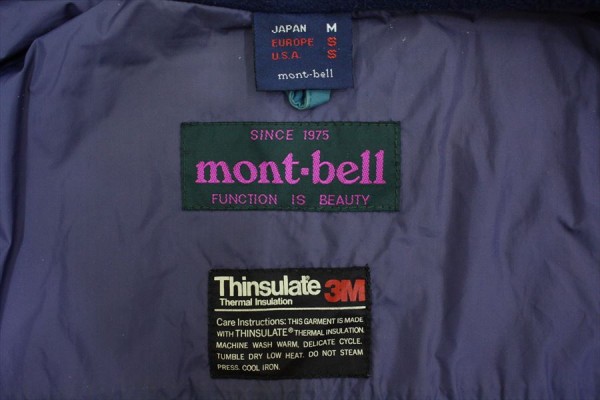 JAPAN M
EUROPE S
U.S.A. S
mont-bell
SINCE 1975
mont-bell
FUNCTION IS BEAUTY
Thinsulate 3M
Thermal Insulation
Care Instructions: THIS GARMENT IS MADE
WITH THINSULATE® THERMAL INSULATION.
MACHINE WASH WARM, DELICATE CYCLE.
TUMBLE DRY LOW HEAT. DO NOT STEAM
PRESS. COOL IRON.